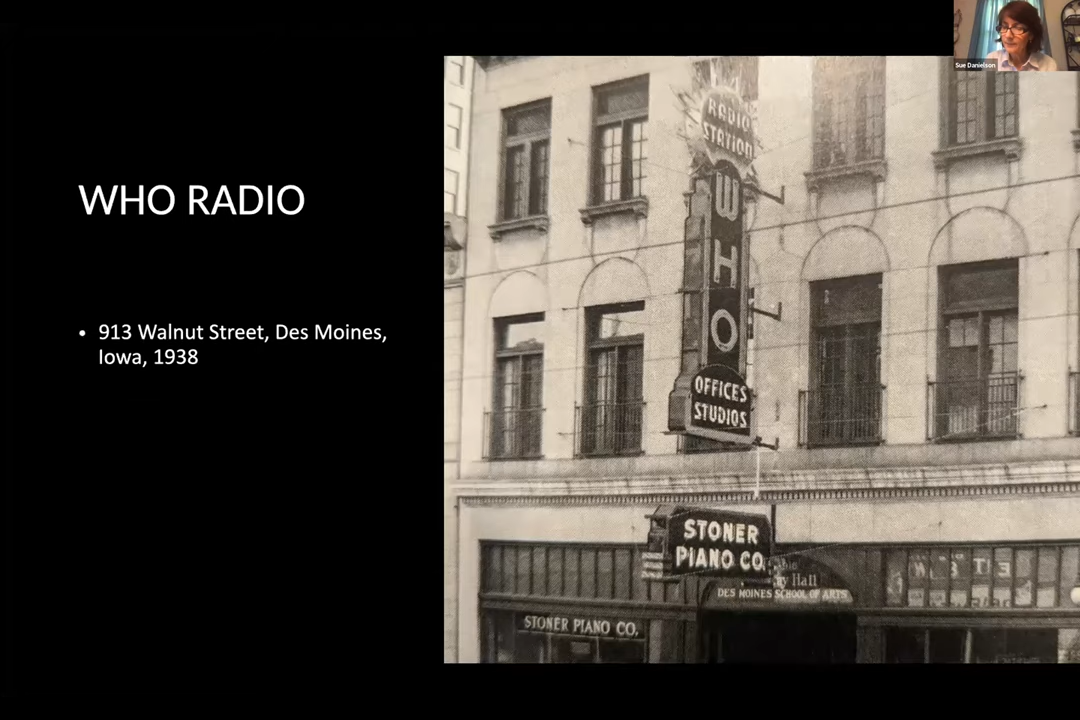 Sue Danielson
WHO RADIO
• 913 Walnut Street, Des Moines,
Iowa, 1938
RADIO
STATION
W
H
O
OFFICES
STUDIOS
STONER
PIANO CO.
Hall
DES MOINES SCHOOL OF ARTS
STONER PIANO CO.